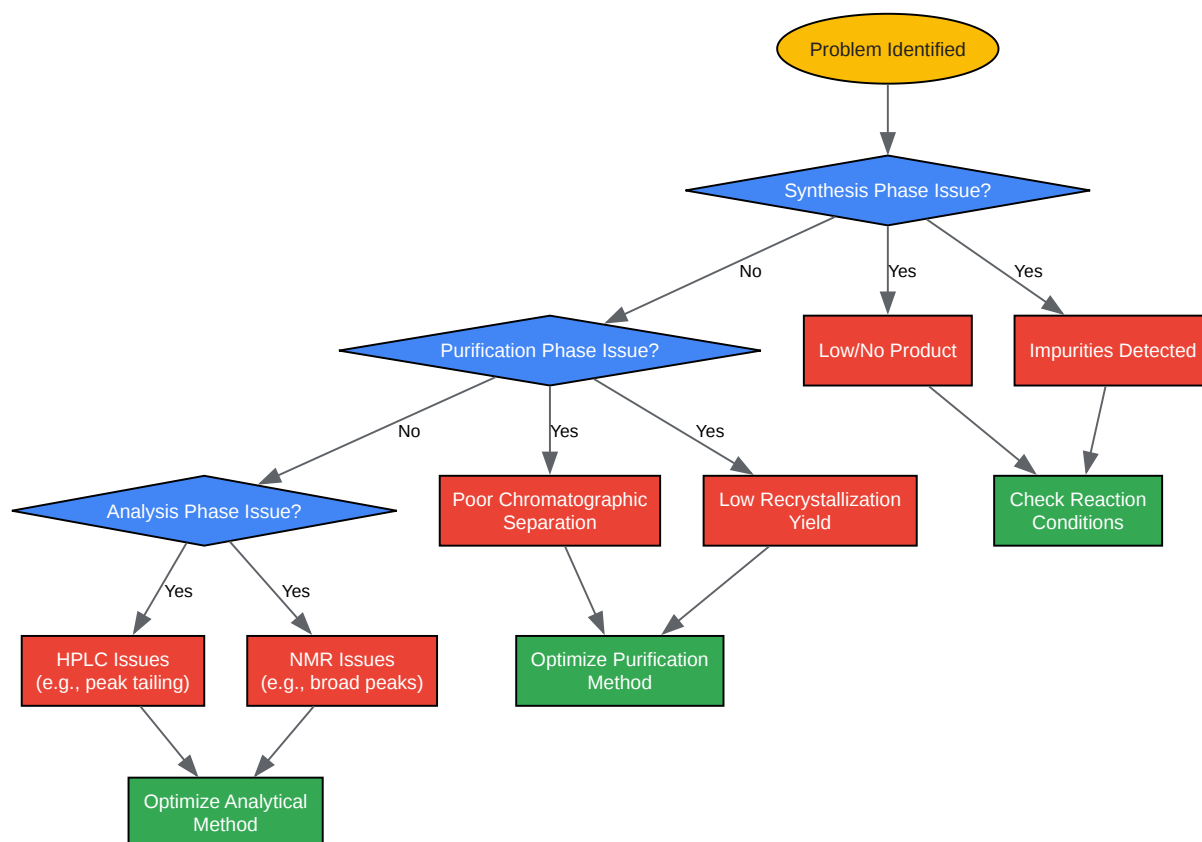 Problem Identified
Synthesis Phase Issue?
No
Yes
Yes
Purification Phase Issue?
Low/No Product
Impurities Detected
No
Yes
Yes
Analysis Phase Issue?
Poor Chromatographic
Separation
Low Recrystallization
Yield
Check Reaction
Conditions
Yes
Yes
HPLC Issues
(e.g., peak tailing)
NMR Issues
(e.g., broad peaks)
Optimize Purification
Method
Optimize Analytical
Method